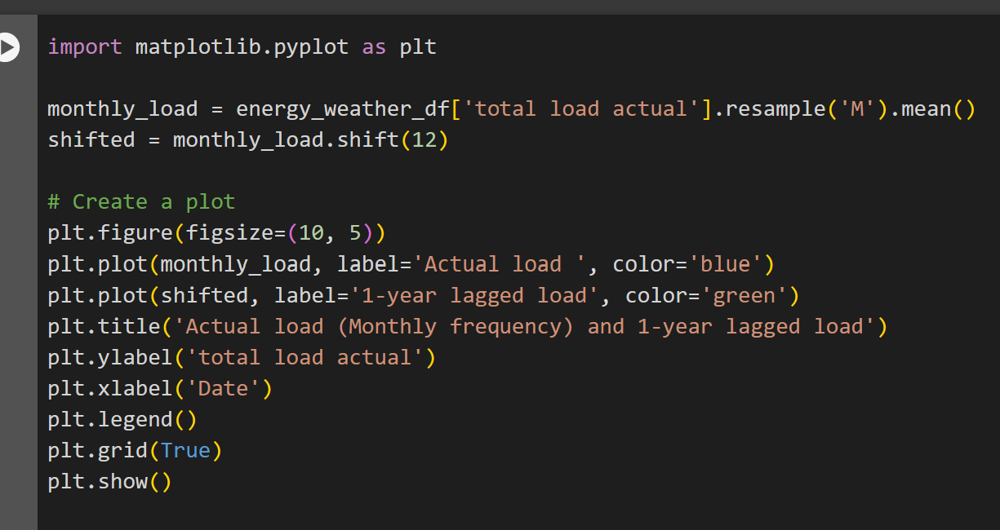 import matplotlib.pyplot as plt
monthly_load = energy_weather_df['total load actual'].resample('M').mean()
shifted = monthly_load.shift(12)
# Create a plot
plt.figure(figsize=(10, 5))
plt.plot(monthly_load, label='Actual load ', color='blue')
plt.plot(shifted, label='1-year lagged load', color='green')
plt.title('Actual load (Monthly frequency) and 1-year lagged load')
plt.ylabel('total load actual')
plt.xlabel('Date')
plt.legend()
plt.grid(True)
plt.show()